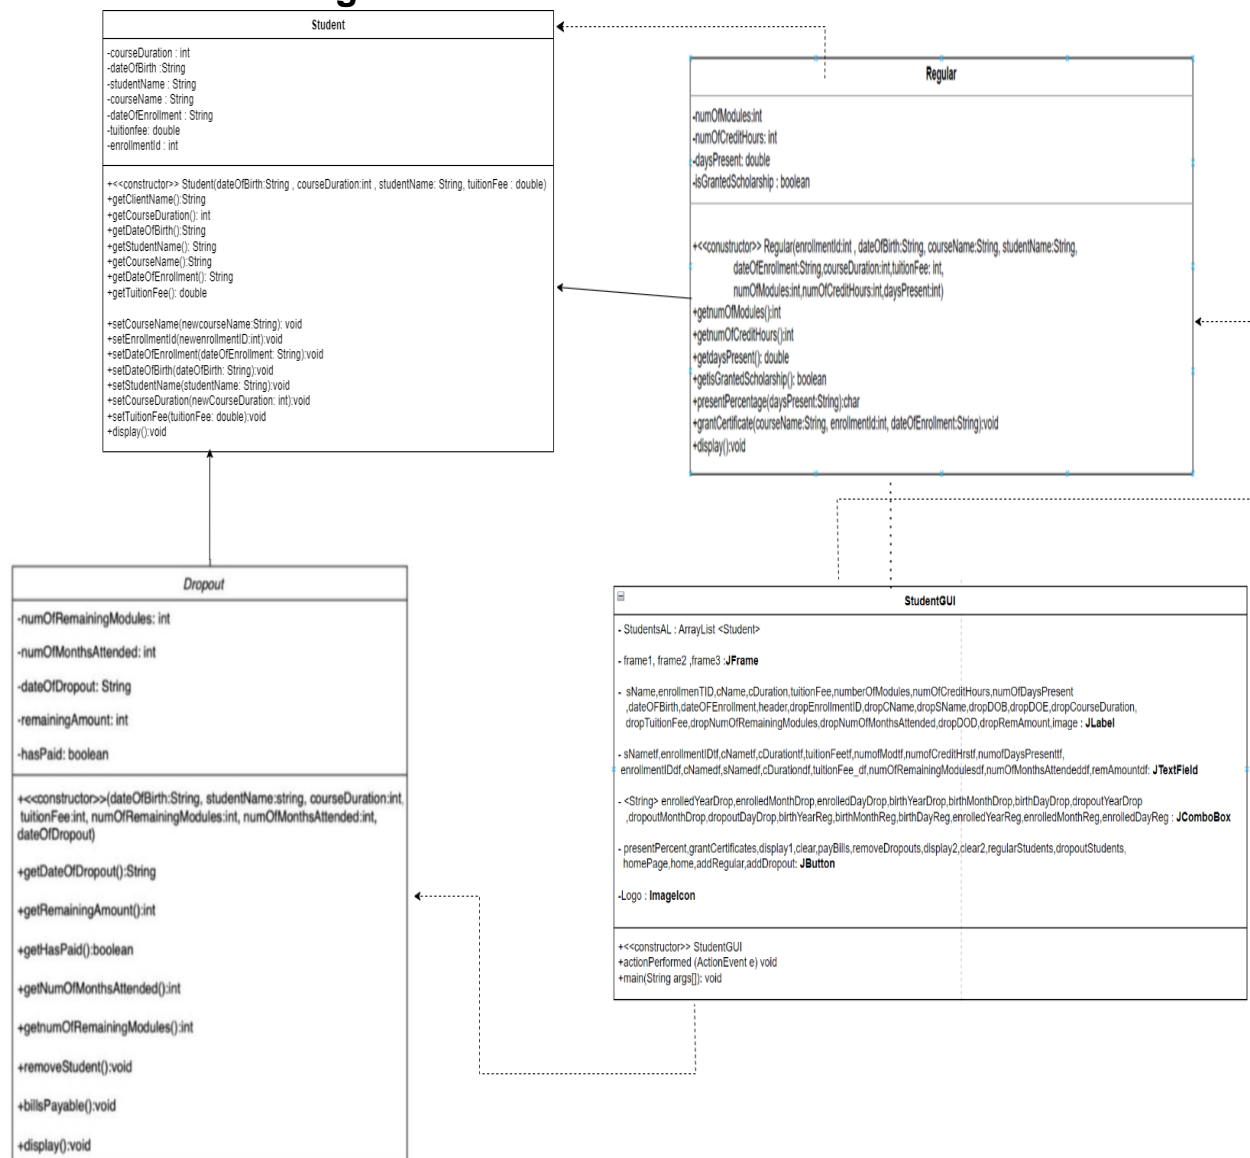 Student
-courseDuration : int
-dateOfBirth :String
-studentName : String
-courseName : String
-dateOfEnrollment : String
-tuitionfee: double
-enrollmentId : int
+<<constructor>> Student(dateOfBirth:String , courseDuration:int , studentName: String, tuitionFee : double)
+getClientName():String
+getCourseDuration(): int
+getDateOfBirth():String
+getStudentName(): String
+getCourseName():String
+getDateOfEnrollment(): String
+getTuitionFee(): double
+setCourseName(newcourseName:String): void
+setEnrollmentId(newenrollmentID:int):void
+setDateOfEnrollment(dateOfEnrollment: String):void
+setDateOfBirth(dateOfBirth: String):void
+setStudentName(studentName: String):void
+setCourseDuration(newCourseDuration: int):void
+setTuitionFee(tuitionFee: double):void
+display():void
Regular
-numOfModules:int
-numOfCreditHours: int
-daysPresent: double
-isGrantedScholarship : boolean
+<<conustructor>> Regular(enrollmentId:int , dateOfBirth:String, courseName:String, studentName:String,
dateOfEnrollment:String,courseDuration:int,tuitionFee: int,
numOfModules:int,numOfCreditHours:int,daysPresent:int)
+getnumOfModules():int
+getnumOfCreditHours():int
+getdaysPresent(): double
+getisGrantedScholarship(): boolean
+presentPercentage(daysPresent:String):char
+grantCertificate(courseName:String, enrollmentId:int, dateOfEnrollment:String):void
+display():void
Dropout
-numOfRemainingModules: int
-numOfMonthsAttended: int
-dateOfDropout: String
-remainingAmount: int
-hasPaid: boolean
+<<constructor>>(dateOfBirth:String, studentName:string, courseDuration:int,
tuitionFee:int, numOfRemainingModules:int, numOfMonthsAttended:int,
dateOfDropout)
+getDateOfDropout():String
+getRemainingAmount():int
+getHasPaid():boolean
+getNumOfMonthsAttended():int
+getnumOfRemainingModules():int
+removeStudent():void
+billsPayable():void
+display():void
StudentGUI
- StudentsAL : ArrayList <Student>
- frame1, frame2 ,frame3 :JFrame
- sName,enrollmenTID,cName,cDuration,tuitionFee,numberOfModules,numOfCreditHours,numOfDaysPresent
,dateOFBirth,dateOFEnrollment,header,dropEnrollmentID,dropCName,dropSName,dropDOB,dropDOE,dropCourseDuration,
dropTuitionFee,dropNumOfRemainingModules,dropNumOfMonthsAttended,dropDOD,dropRemAmount,image : JLabel
- sNametf,enrollmentIDtf,cNametf,cDurationtf,tuitionFeetf,numofModtf,numofCreditHrstf,numofDaysPresenttf,
enrollmentIDdf,cNamedf,sNamedf,cDurationdf,tuitionFee_df,numOfRemainingModulesdf,numOfMonthsAttendeddf,remAmountdf: JTextField
- <String> enrolledYearDrop,enrolledMonthDrop,enrolledDayDrop,birthYearDrop,birthMonthDrop,birthDayDrop,dropoutYearDrop
,dropoutMonthDrop,dropoutDayDrop,birthYearReg,birthMonthReg,birthDayReg,enrolledYearReg,enrolledMonthReg,enrolledDayReg : JComboBox
- presentPercent,grantCertificates,display1,clear,payBills,removeDropouts,display2,clear2,regularStudents,dropoutStudents,
homePage,home,addRegular,addDropout: JButton
-Logo : ImageIcon
+<<constructor>> StudentGUI
+actionPerformed (ActionEvent e) void
+main(String args[]): void